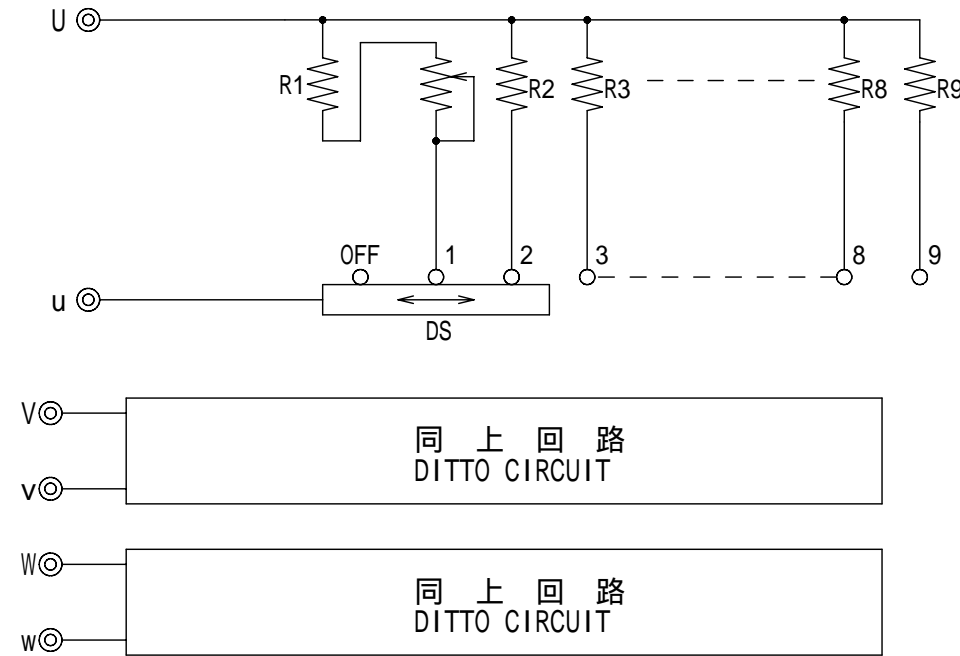 U
R1
R2
R3
R8
R9
OFF
1
2
3
8
9
u
DS
V
同上回路
DITTO CIRCUIT
v
W
同上回路
DITTO CIRCUIT
w